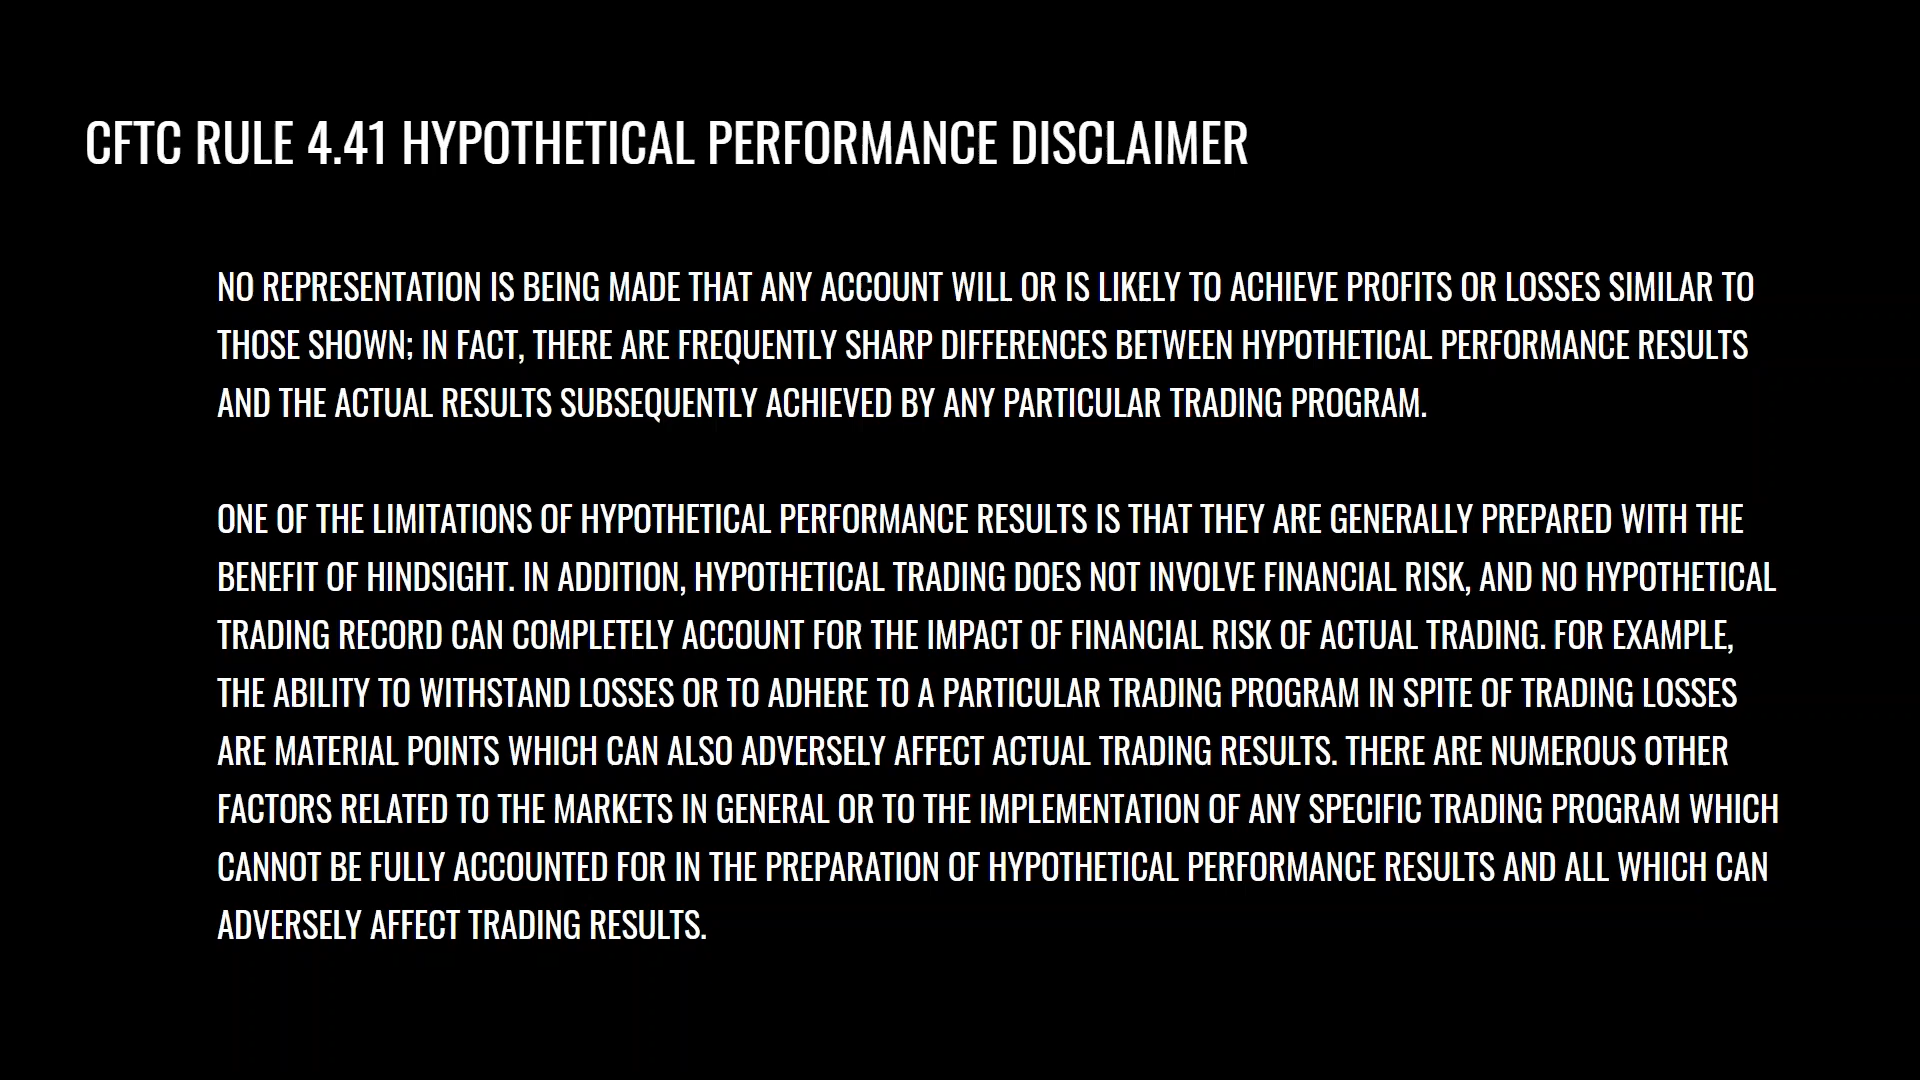 CFTC RULE 4.41 HYPOTHETICAL PERFORMANCE DISCLAIMER
NO REPRESENTATION IS BEING MADE THAT ANY ACCOUNT WILL OR IS LIKELY TO ACHIEVE PROFITS OR LOSSES SIMILAR TO
THOSE SHOWN; IN FACT, THERE ARE FREQUENTLY SHARP DIFFERENCES BETWEEN HYPOTHETICAL PERFORMANCE RESULTS
AND THE ACTUAL RESULTS SUBSEQUENTLY ACHIEVED BY ANY PARTICULAR TRADING PROGRAM.
ONE OF THE LIMITATIONS OF HYPOTHETICAL PERFORMANCE RESULTS IS THAT THEY ARE GENERALLY PREPARED WITH THE
BENEFIT OF HINDSIGHT. IN ADDITION, HYPOTHETICAL TRADING DOES NOT INVOLVE FINANCIAL RISK, AND NO HYPOTHETICAL
TRADING RECORD CAN COMPLETELY ACCOUNT FOR THE IMPACT OF FINANCIAL RISK OF ACTUAL TRADING. FOR EXAMPLE,
THE ABILITY TO WITHSTAND LOSSES OR TO ADHERE TO A PARTICULAR TRADING PROGRAM IN SPITE OF TRADING LOSSES
ARE MATERIAL POINTS WHICH CAN ALSO ADVERSELY AFFECT ACTUAL TRADING RESULTS. THERE ARE NUMEROUS OTHER
FACTORS RELATED TO THE MARKETS IN GENERAL OR TO THE IMPLEMENTATION OF ANY SPECIFIC TRADING PROGRAM WHICH
CANNOT BE FULLY ACCOUNTED FOR IN THE PREPARATION OF HYPOTHETICAL PERFORMANCE RESULTS AND ALL WHICH CAN
ADVERSELY AFFECT TRADING RESULTS.